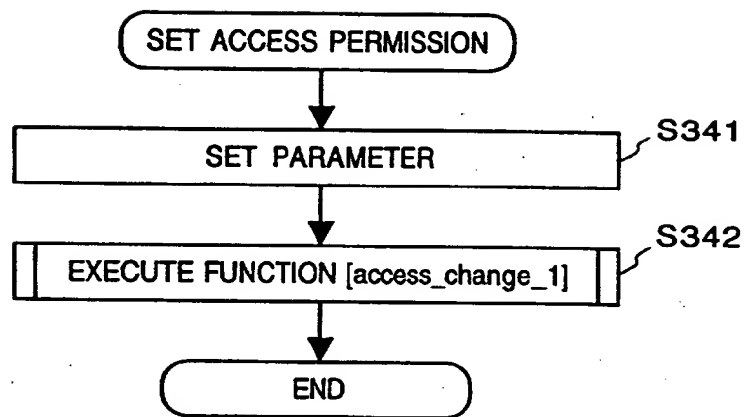 SET ACCESS PERMISSION
SET PARAMETER
S341
EXECUTE FUNCTION [access_change_1]
S342
END